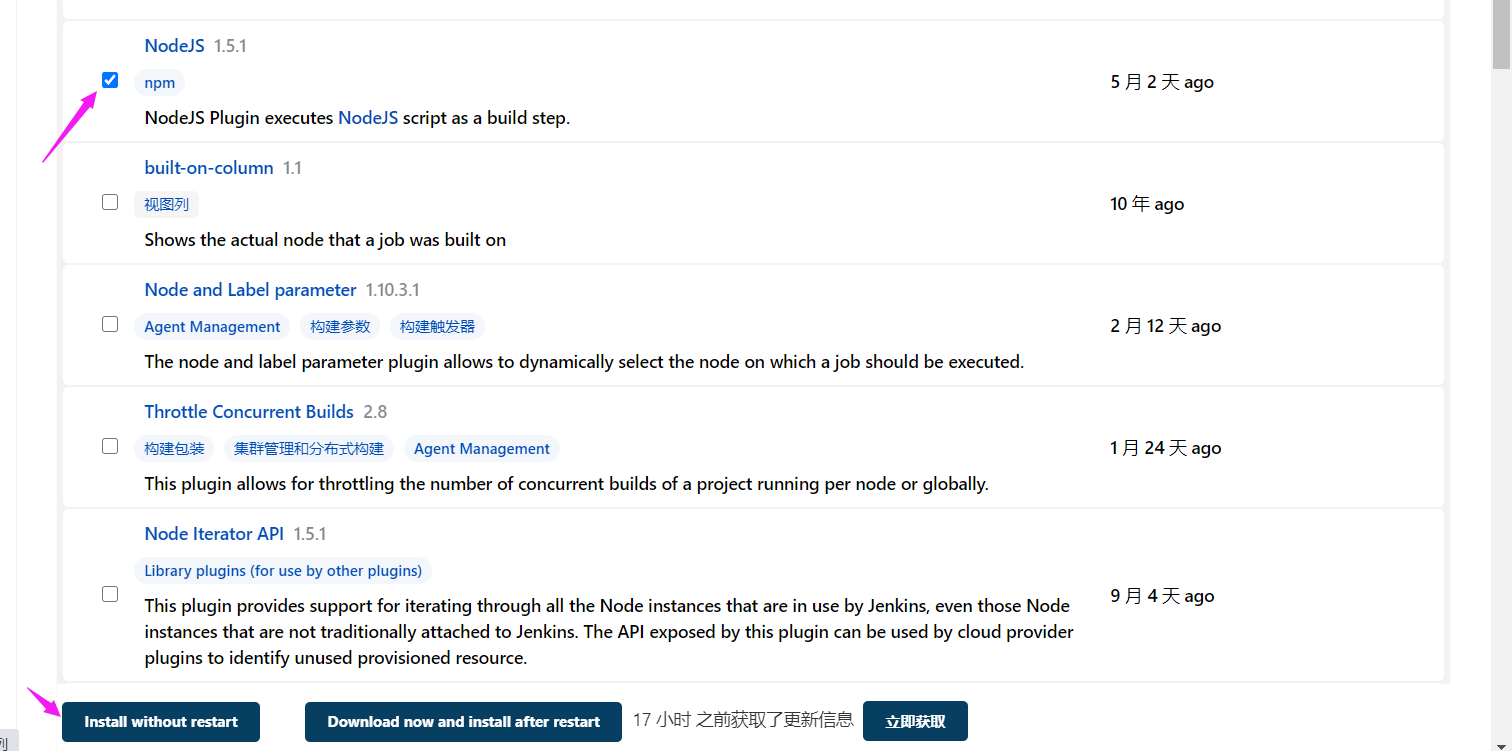 NodeJS 1.5.1
npm
5 月 2 天 ago
NodeJS Plugin executes NodeJS script as a build step.
built-on-column 1.1
视图列
10 年 ago
Shows the actual node that a job was built on
Node and Label parameter 1.10.3.1
Agent Management 构建参数 构建触发器
2 月 12 天 ago
The node and label parameter plugin allows to dynamically select the node on which a job should be executed.
Throttle Concurrent Builds 2.8
构建包装 集群管理和分布式构建 Agent Management
1 月 24 天 ago
This plugin allows for throttling the number of concurrent builds of a project running per node or globally.
Node Iterator API 1.5.1
Library plugins (for use by other plugins)
9 月 4 天 ago
This plugin provides support for iterating through all the Node instances that are in use by Jenkins, even those Node
instances that are not traditionally attached to Jenkins. The API exposed by this plugin can be used by cloud provider
plugins to identify unused provisioned resource.
Install without restart Download now and install after restart 17 小时 之前获取了更新信息 立即获取
列